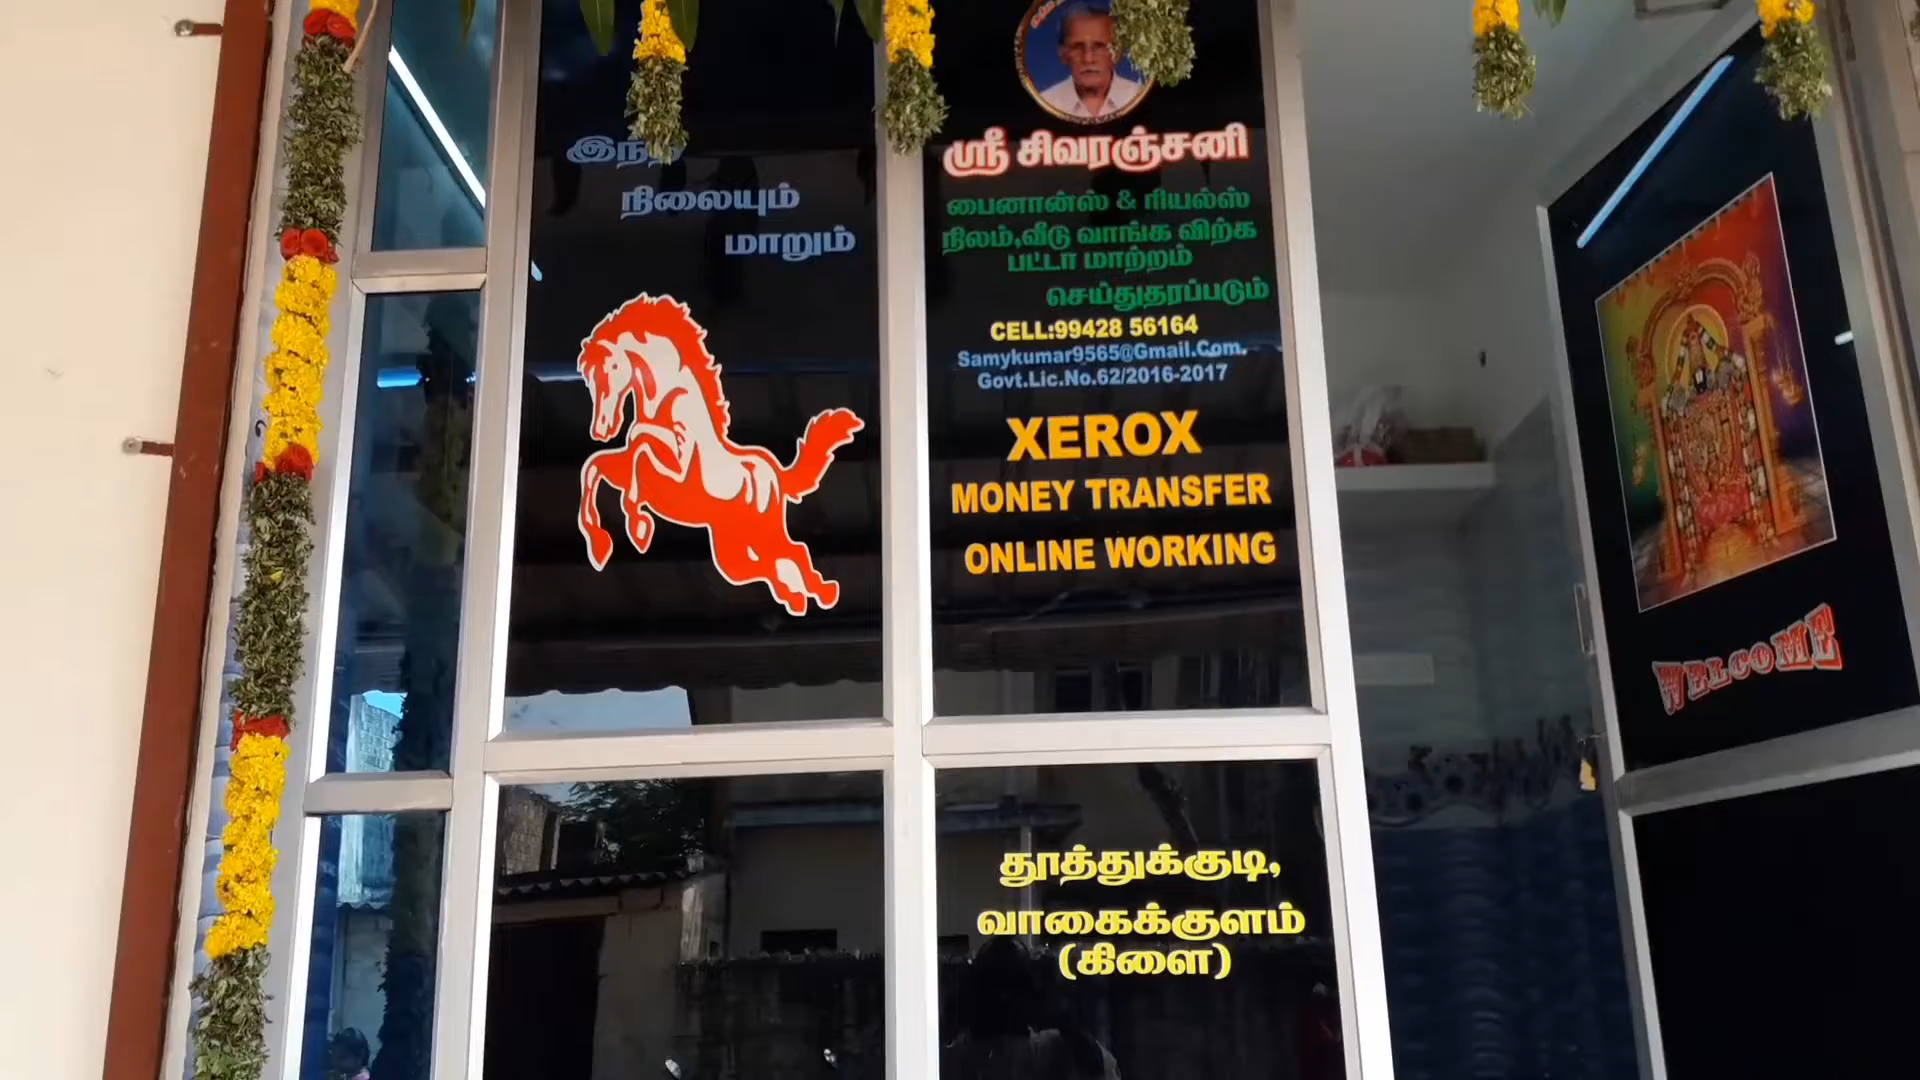 இந்த
நிலையும்
மாறும்
ஸ்ரீ சிவரஞ்சனி
பைனான்ஸ் & ரியல்ஸ்
நிலம்,வீடு வாங்க விற்க
பட்டா மாற்றம்
செய்துதரப்படும்
CELL:99428 56164
Samykumar9565@Gmail.Com.
Govt.Lic.No.62/2016-2017
XEROX
MONEY TRANSFER
ONLINE WORKING
WELCOME
தூத்துக்குடி,
வாகைக்குளம்
(கிளை)